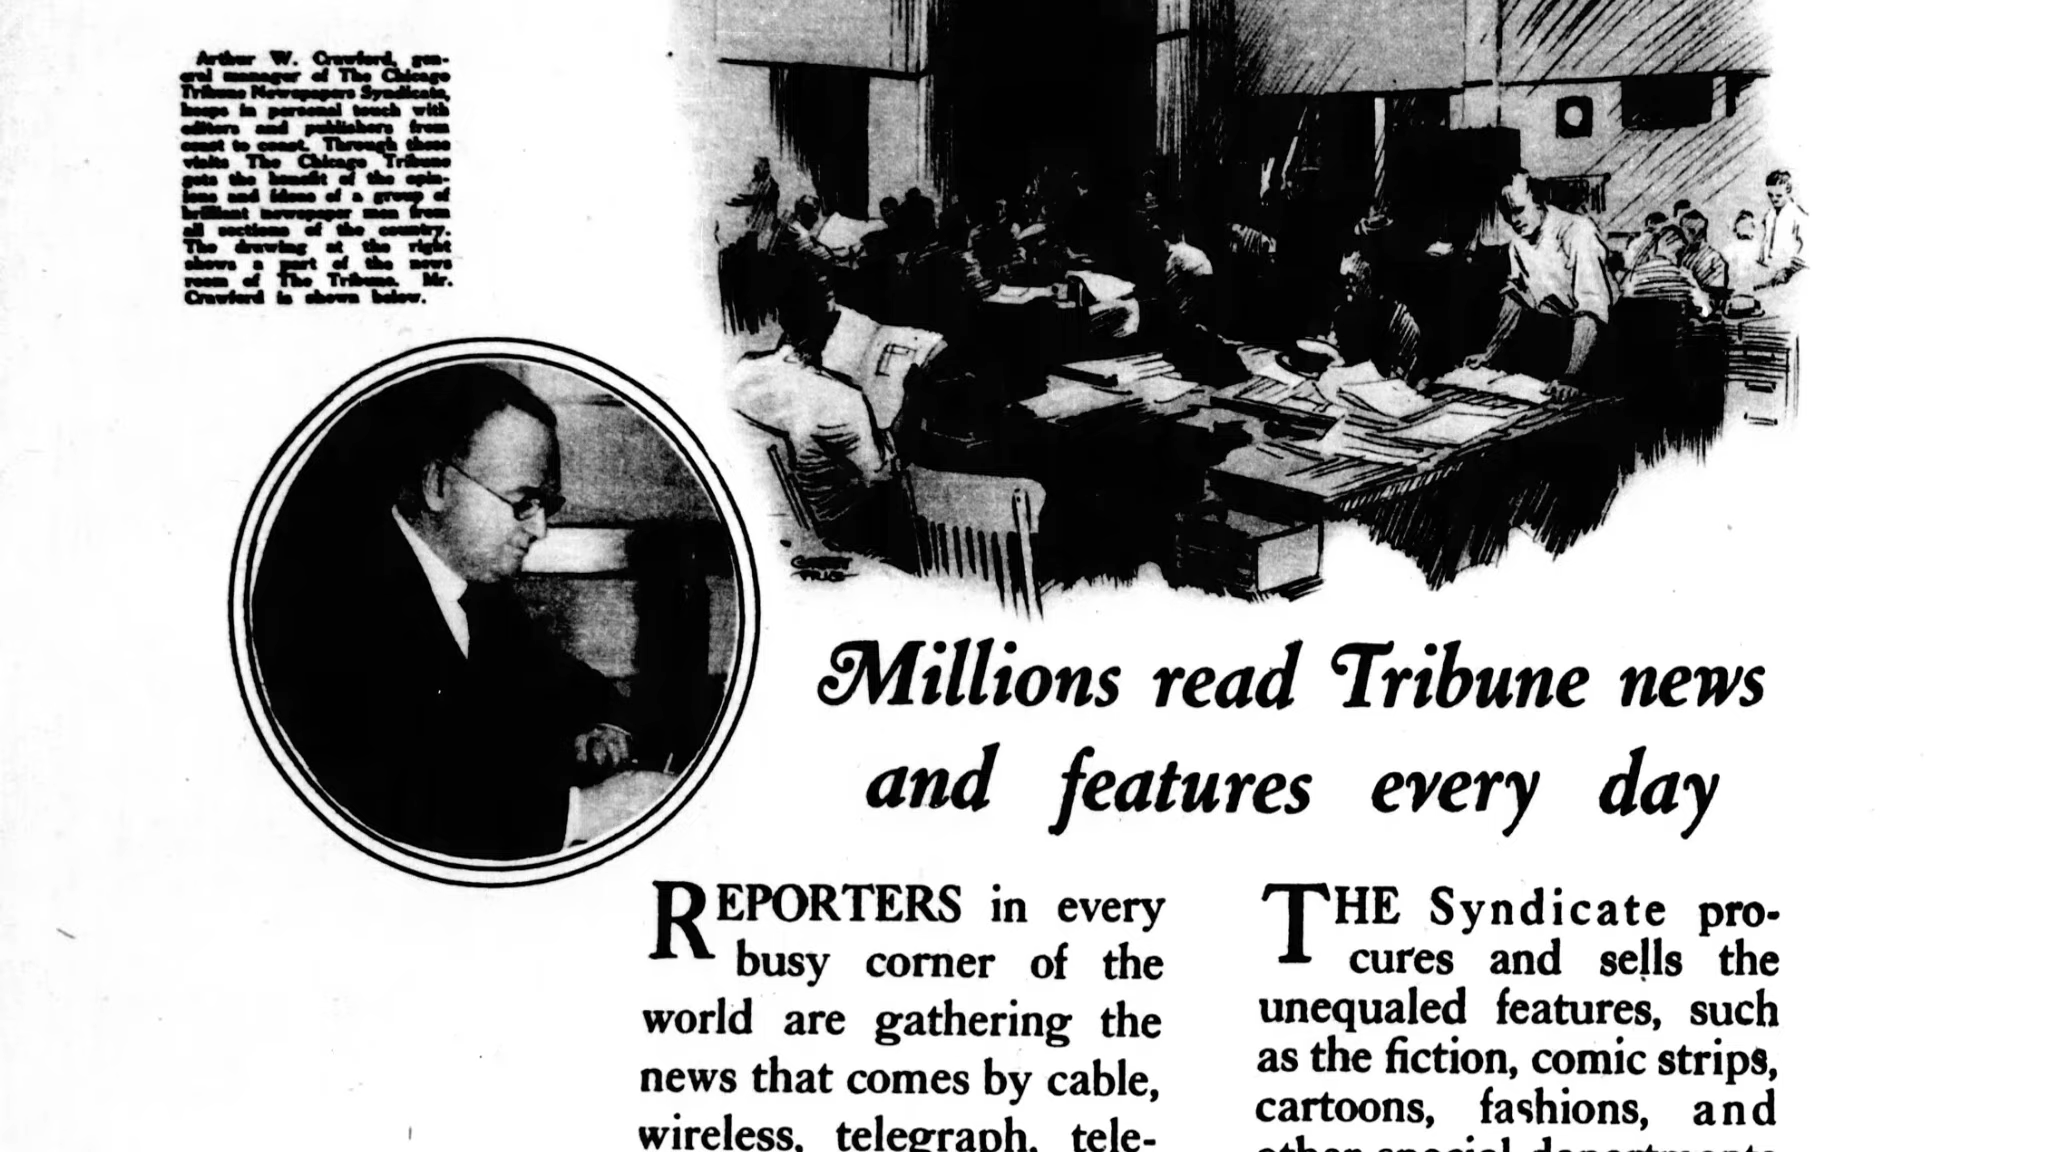 Arthur W. Crawford, gen-
eral manager of The Chicago
Tribune Newspapers Syndicate,
keeps in personal touch with
editors and publishers from
coast to coast. Through these
visits The Chicago Tribune
gets the benefit of the opin-
ions and ideas of a group of
brilliant newspaper men from
all sections of the country.
The drawing at the right
shows a part of the news
room of The Tribune. Mr.
Crawford is shown below.
Millions read Tribune news
and features every day
REPORTERS in every
busy corner of the
world are gathering the
news that comes by cable,
wireless, telegraph, tele-
THE Syndicate pro-
cures and sells the
unequaled features, such
as the fiction, comic strips,
cartoons, fashions, and
other special departments